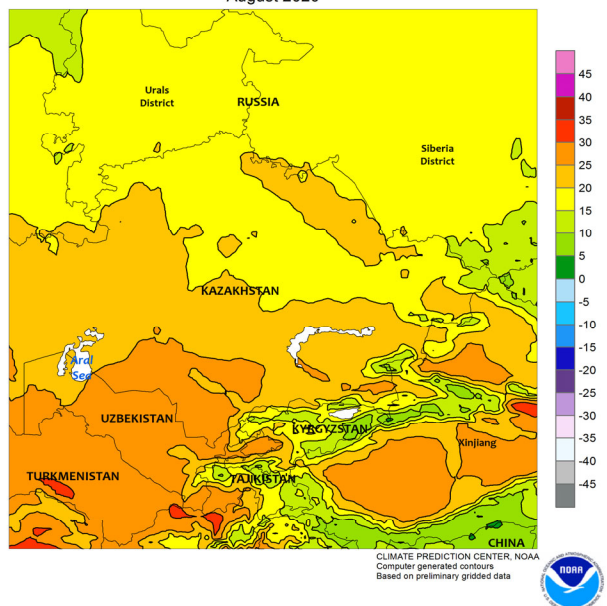 Urals
District
RUSSIA
Siberia
District
KAZAKHSTAN
Aral
Sea
UZBEKISTAN
KYRGYZSTAN
Xinjiang
TURKMENISTAN
TAJIKISTAN
CHINA
45
40
35
30
25
20
15
10
5
0
-5
-10
-15
-20
-25
-30
-35
-40
-45
CLIMATE PREDICTION CENTER, NOAA
Computer generated contours
Based on preliminary gridded data
NOAA